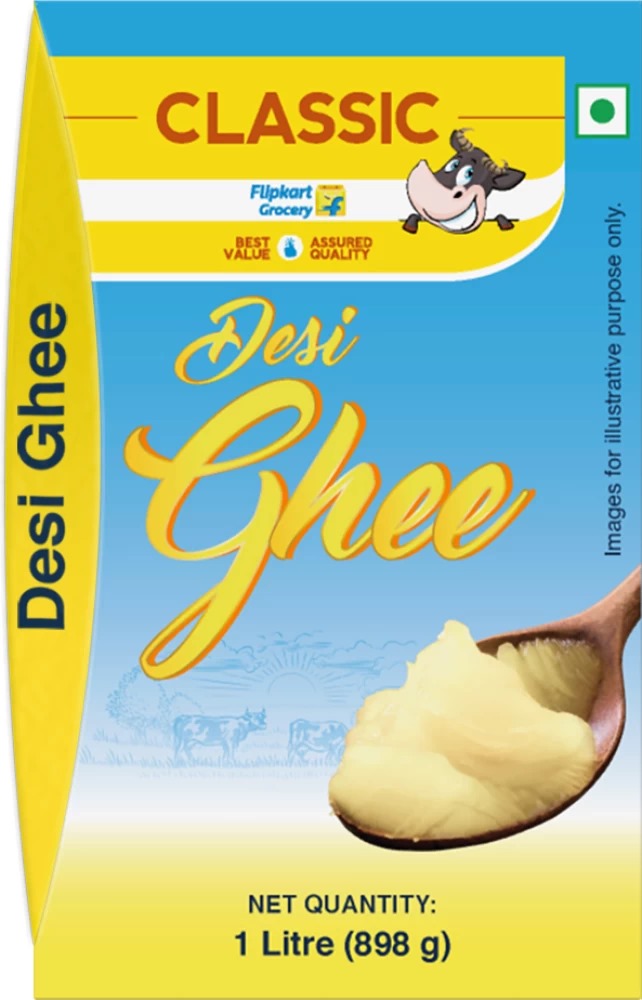 CLASSIC
Flipkart
Grocery
BEST
VALUE
ASSURED
QUALITY
Desi
Ghee
Desi Ghee
Images for illustrative purpose only.
NET QUANTITY:
1 Litre (898 g)